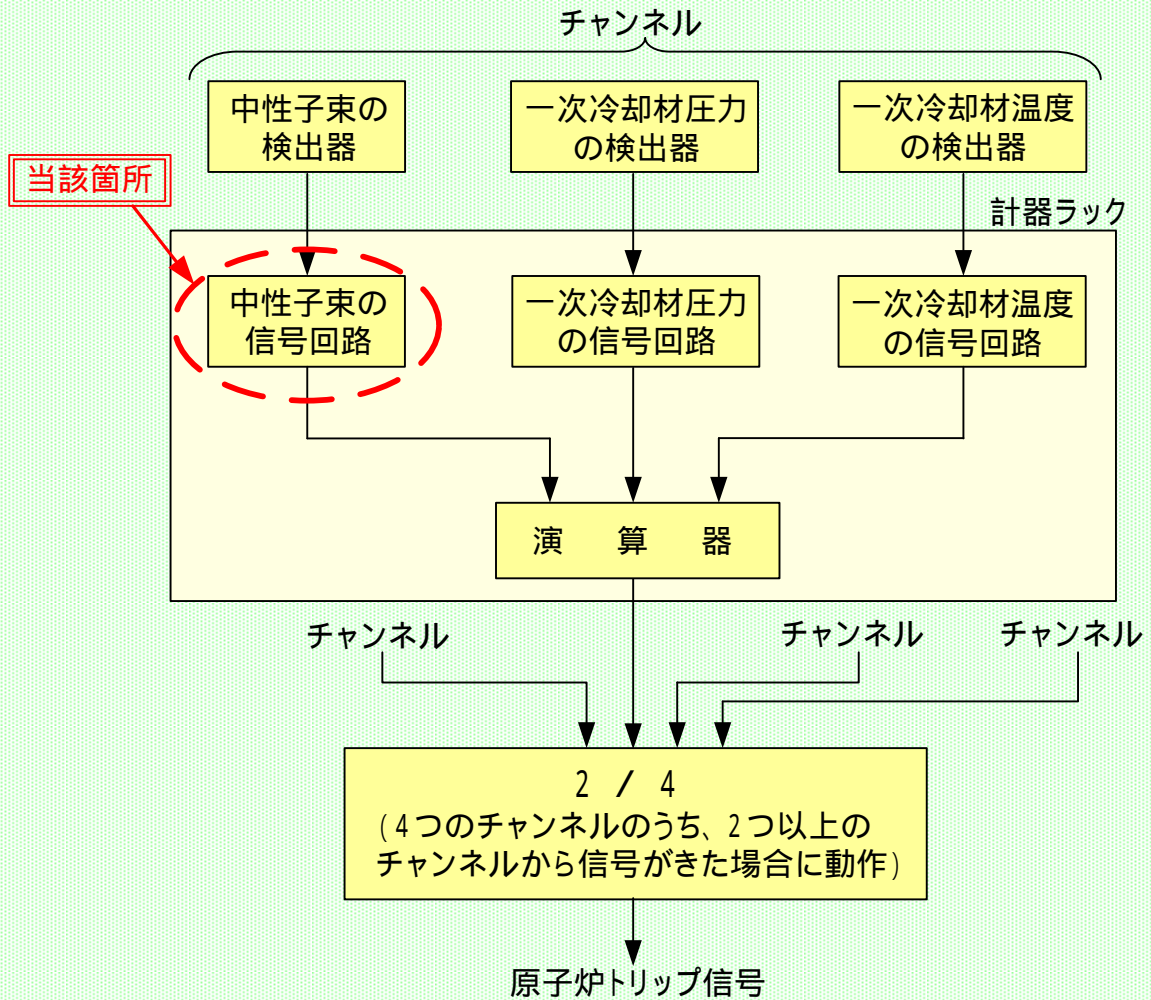 チャンネル
中性子束の
検出器
一次冷却材圧力
の検出器
一次冷却材温度
の検出器
当該箇所
計器ラック
中性子束の
信号回路
一次冷却材圧力
の信号回路
一次冷却材温度
の信号回路
演　算　器
チャンネル
チャンネル
チャンネル
2 / 4
(4つのチャンネルのうち、2つ以上の
チャンネルから信号がきた場合に動作)
原子炉トリップ信号